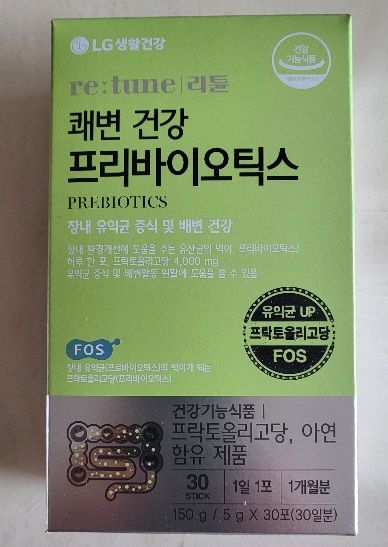 LG 생활건강
건강
기능식품
re:tune | 리튠
쾌변 건강
프리바이오틱스
PREBIOTICS
장내 유익균 증식 및 배변 건강
장내 환경개선에 도움을 주는 유산균의 먹이, 프리바이오틱스!
하루 한 포, 프락토올리고당 4,000 mg
유익균 증식 및 배변활동 원활에 도움을 줄 수 있음
유익균 UP
프락토올리고당
FOS
FOS
장내 유익균(프로바이오틱스)의 먹이가 되는
프락토올리고당(프리바이오틱스)
건강기능식품 |
프락토올리고당, 아연
함유 제품
30 STICK 1일 1포 1개월분
150 g / 5 g X 30포(30일분)